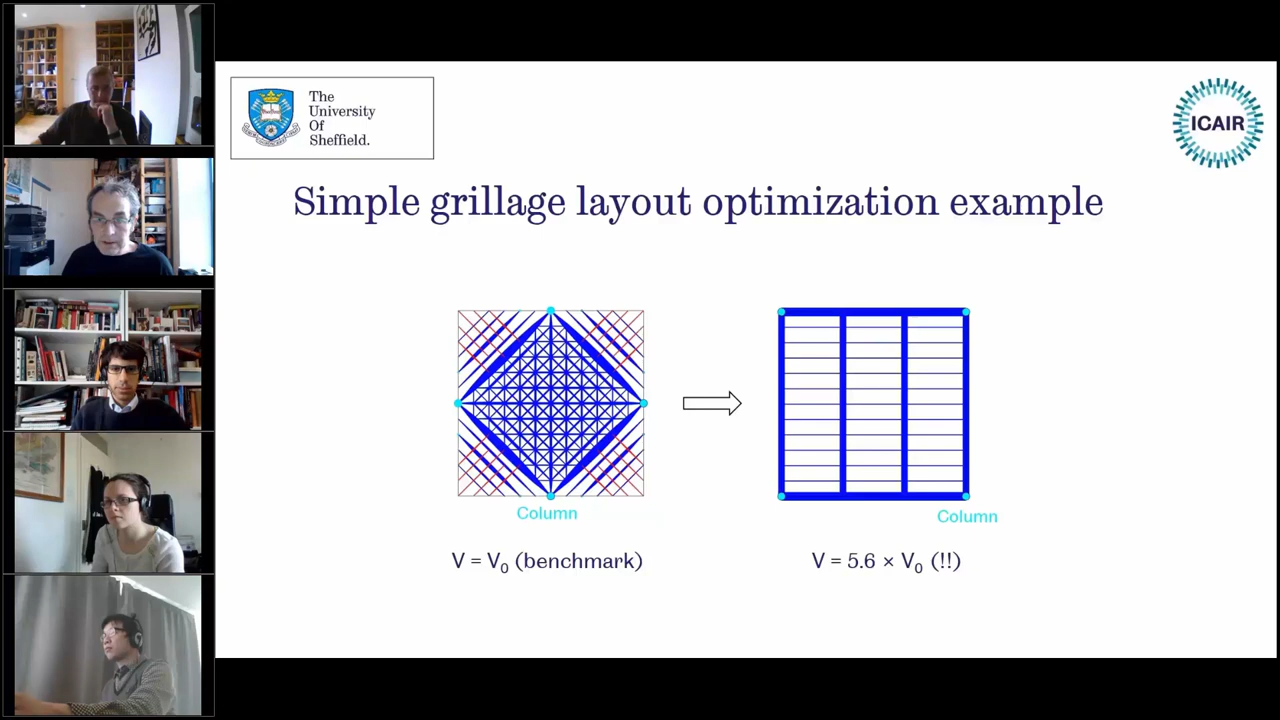 The
University
Of
Sheffield.
ICAIR
Simple grillage layout optimization example
Column
Column
V = V₀ (benchmark)
V = 5.6 × V₀ (!!)